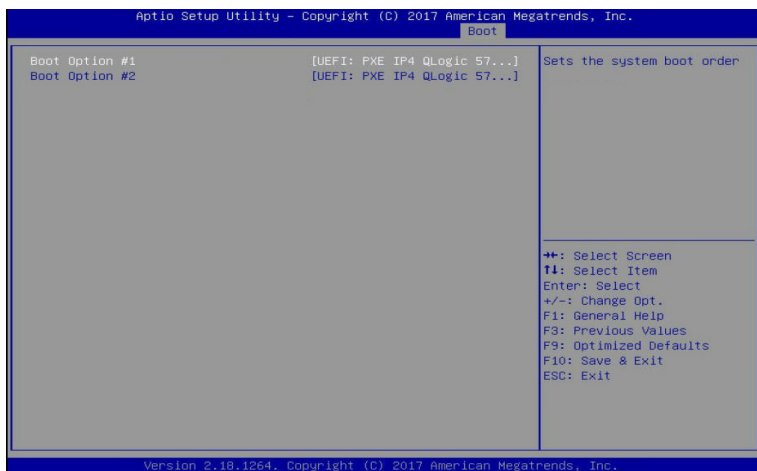 Aptio Setup Utility – Copyright (C) 2017 American Megatrends, Inc.
Boot
Boot Option #1 [UEFI: PXE IP4 QLogic 57...]
Boot Option #2 [UEFI: PXE IP4 QLogic 57...]
Sets the system boot order
→←: Select Screen
↑↓: Select Item
Enter: Select
+/-: Change Opt.
F1: General Help
F3: Previous Values
F9: Optimized Defaults
F10: Save & Exit
ESC: Exit
Version 2.18.1264. Copyright (C) 2017 American Megatrends, Inc.